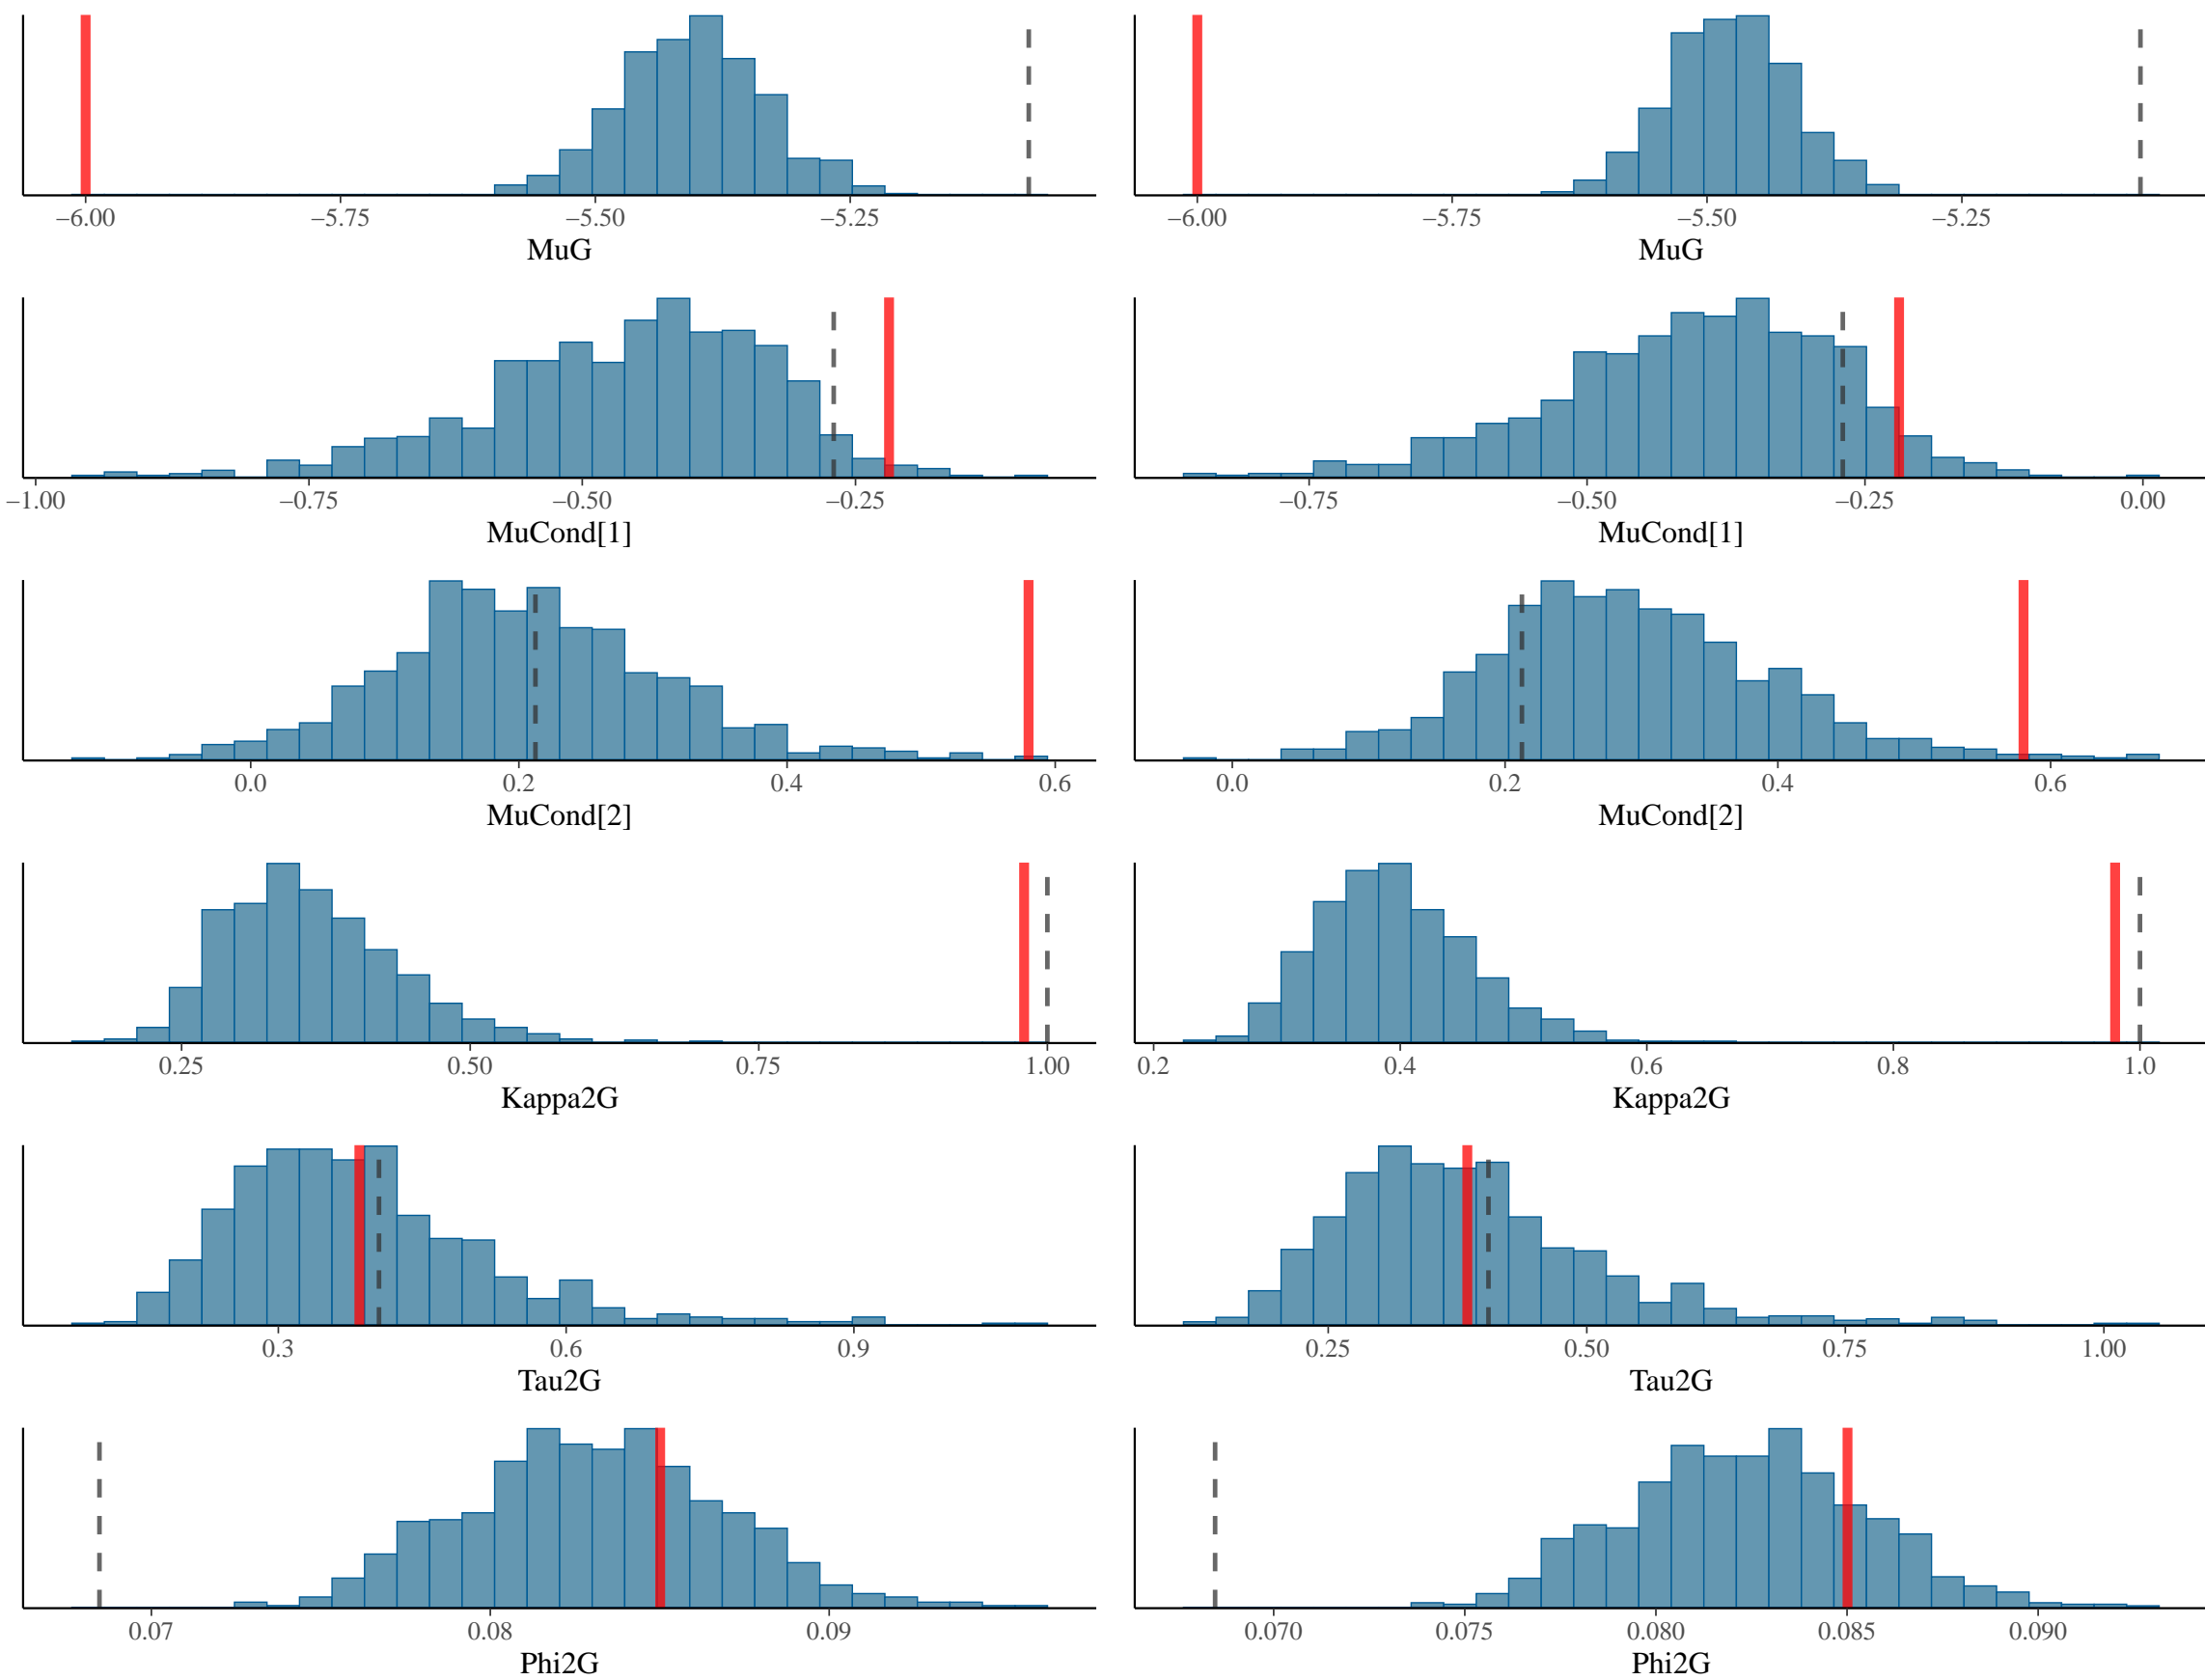 −6.00 −5.75 −5.50 −5.25
MuG
−6.00 −5.75 −5.50 −5.25
MuG
−1.00 −0.75 −0.50 −0.25
MuCond[1]
−0.75 −0.50 −0.25 0.00
MuCond[1]
0.0 0.2 0.4 0.6
MuCond[2]
0.0 0.2 0.4 0.6
MuCond[2]
0.25 0.50 0.75 1.00
Kappa2G
0.2 0.4 0.6 0.8 1.0
Kappa2G
0.3 0.6 0.9
Tau2G
0.25 0.50 0.75 1.00
Tau2G
0.07 0.08 0.09
Phi2G
0.070 0.075 0.080 0.085 0.090
Phi2G